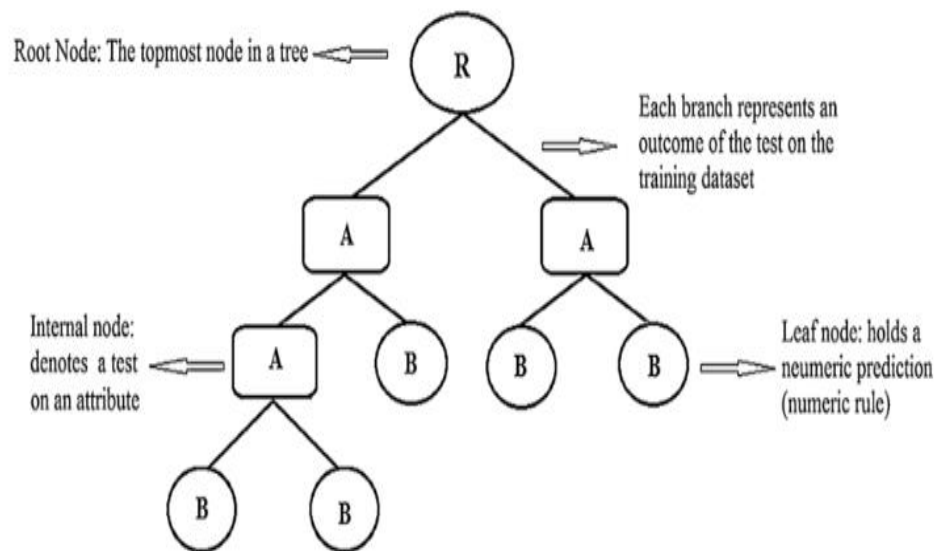 Root Node: The topmost node in a tree
R
Each branch represents an
outcome of the test on the
training dataset
A
A
Internal node:
denotes a test
on an attribute
A
B
B
B
Leaf node: holds a
neumeric prediction
(numeric rule)
B
B